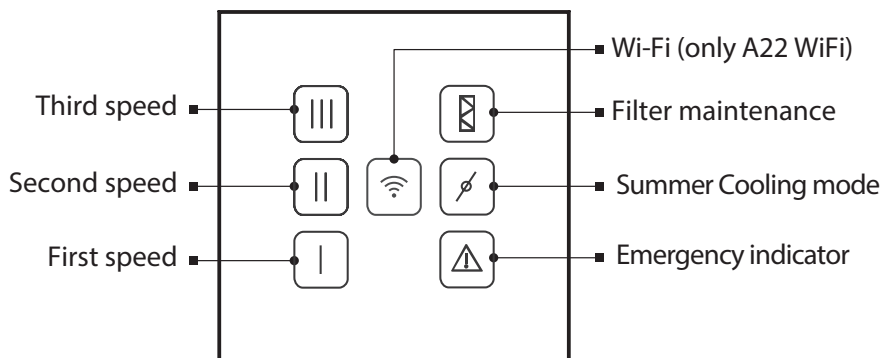 Wi-Fi (only A22 WiFi)
Third speed
Filter maintenance
Second speed
Summer Cooling mode
First speed
Emergency indicator